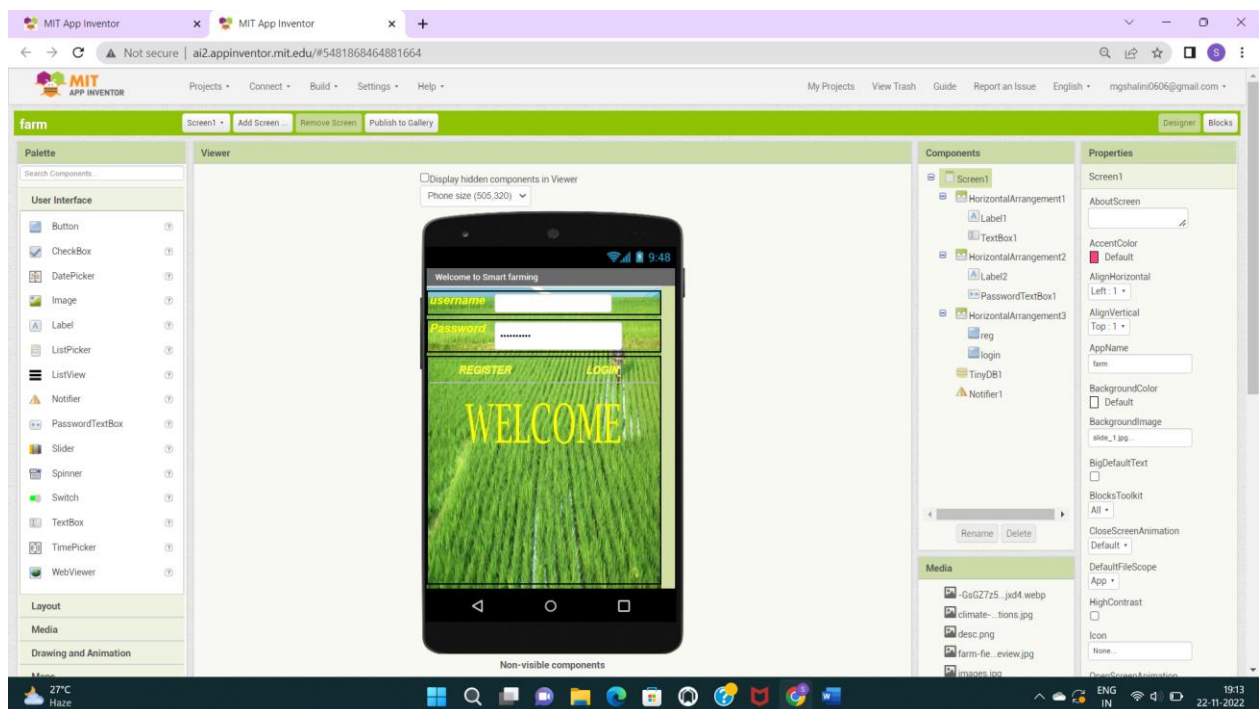 MIT App Inventor
MIT App Inventor
Not secure
ai2.appinventor.mit.edu/#5481868464881664
S
MIT
APP INVENTOR
Projects
Connect
Build
Settings
Help
My Projects
View Trash
Guide
Report an Issue
English
mgshalini0606@gmail.com
farm
Screen1
Add Screen ...
Remove Screen
Publish to Gallery
Designer
Blocks
Palette
Search Components...
User Interface
Button
CheckBox
DatePicker
Image
Label
ListPicker
ListView
Notifier
PasswordTextBox
Slider
Spinner
Switch
TextBox
TimePicker
WebViewer
Layout
Media
Drawing and Animation
Maps
Viewer
Display hidden components in Viewer
Phone size (505,320)
9:48
Welcome to Smart farming
username
Password
REGISTER
LOGIN
WELCOME
Non-visible components
Components
Screen1
HorizontalArrangement1
Label1
TextBox1
HorizontalArrangement2
Label2
PasswordTextBox1
HorizontalArrangement3
reg
login
TinyDB1
Notifier1
Rename
Delete
Media
-GsGZ7z5...jxd4.webp
climate-...tions.jpg
desc.png
farm-fie...eview.jpg
images.jpg
Properties
Screen1
AboutScreen
AccentColor
Default
AlignHorizontal
Left : 1
AlignVertical
Top : 1
AppName
farm
BackgroundColor
Default
BackgroundImage
slide_1.jpg...
BigDefaultText
BlocksToolkit
All
CloseScreenAnimation
Default
DefaultFileScope
App
HighContrast
Icon
None...
OpenScreenAnimation
27°C
Haze
ENG
IN
19:13
22-11-2022